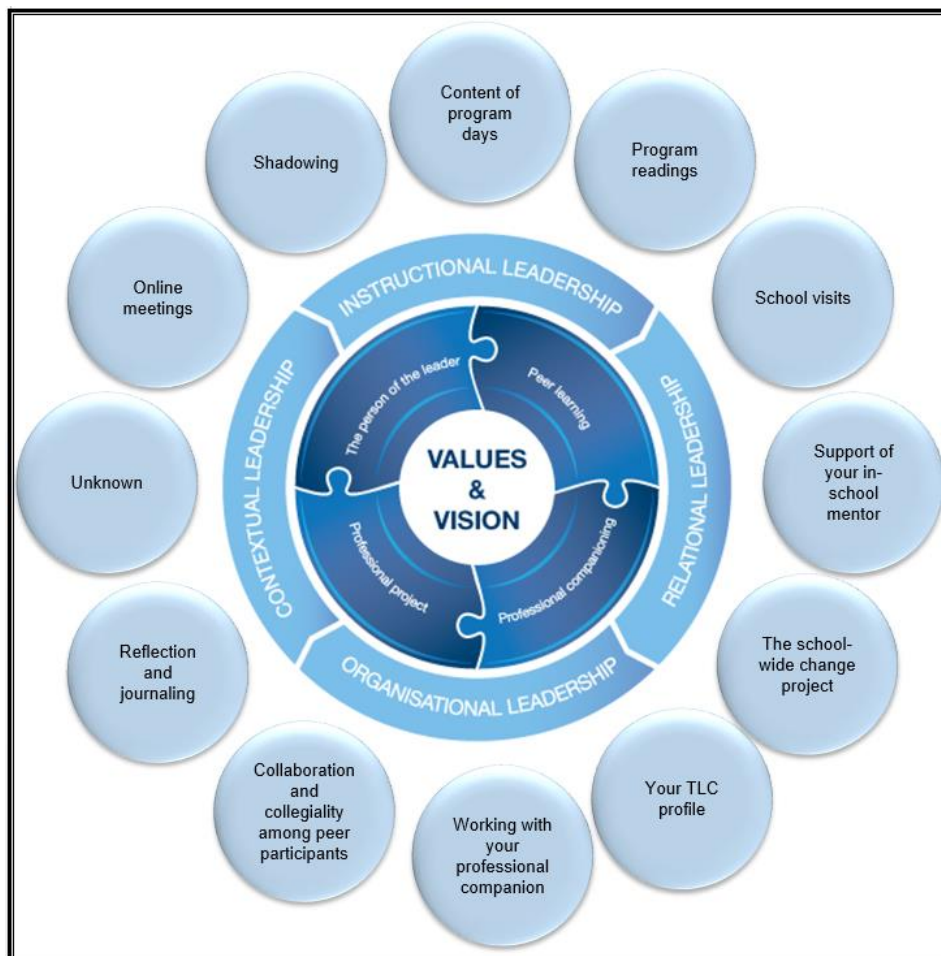 Content of
program
days
Program
readings
School visits
Support of
your in-
school
mentor
The school-
wide change
project
Your TLC
profile
Working with
your
professional
companion
Collaboration
and
collegiality
among peer
participants
Reflection
and
journaling
Unknown
Online
meetings
Shadowing
INSTRUCTIONAL LEADERSHIP
RELATIONAL LEADERSHIP
ORGANISATIONAL LEADERSHIP
CONTEXTUAL LEADERSHIP
The person of the leader
Peer learning
Professional companioning
Professional project
VALUES
&
VISION